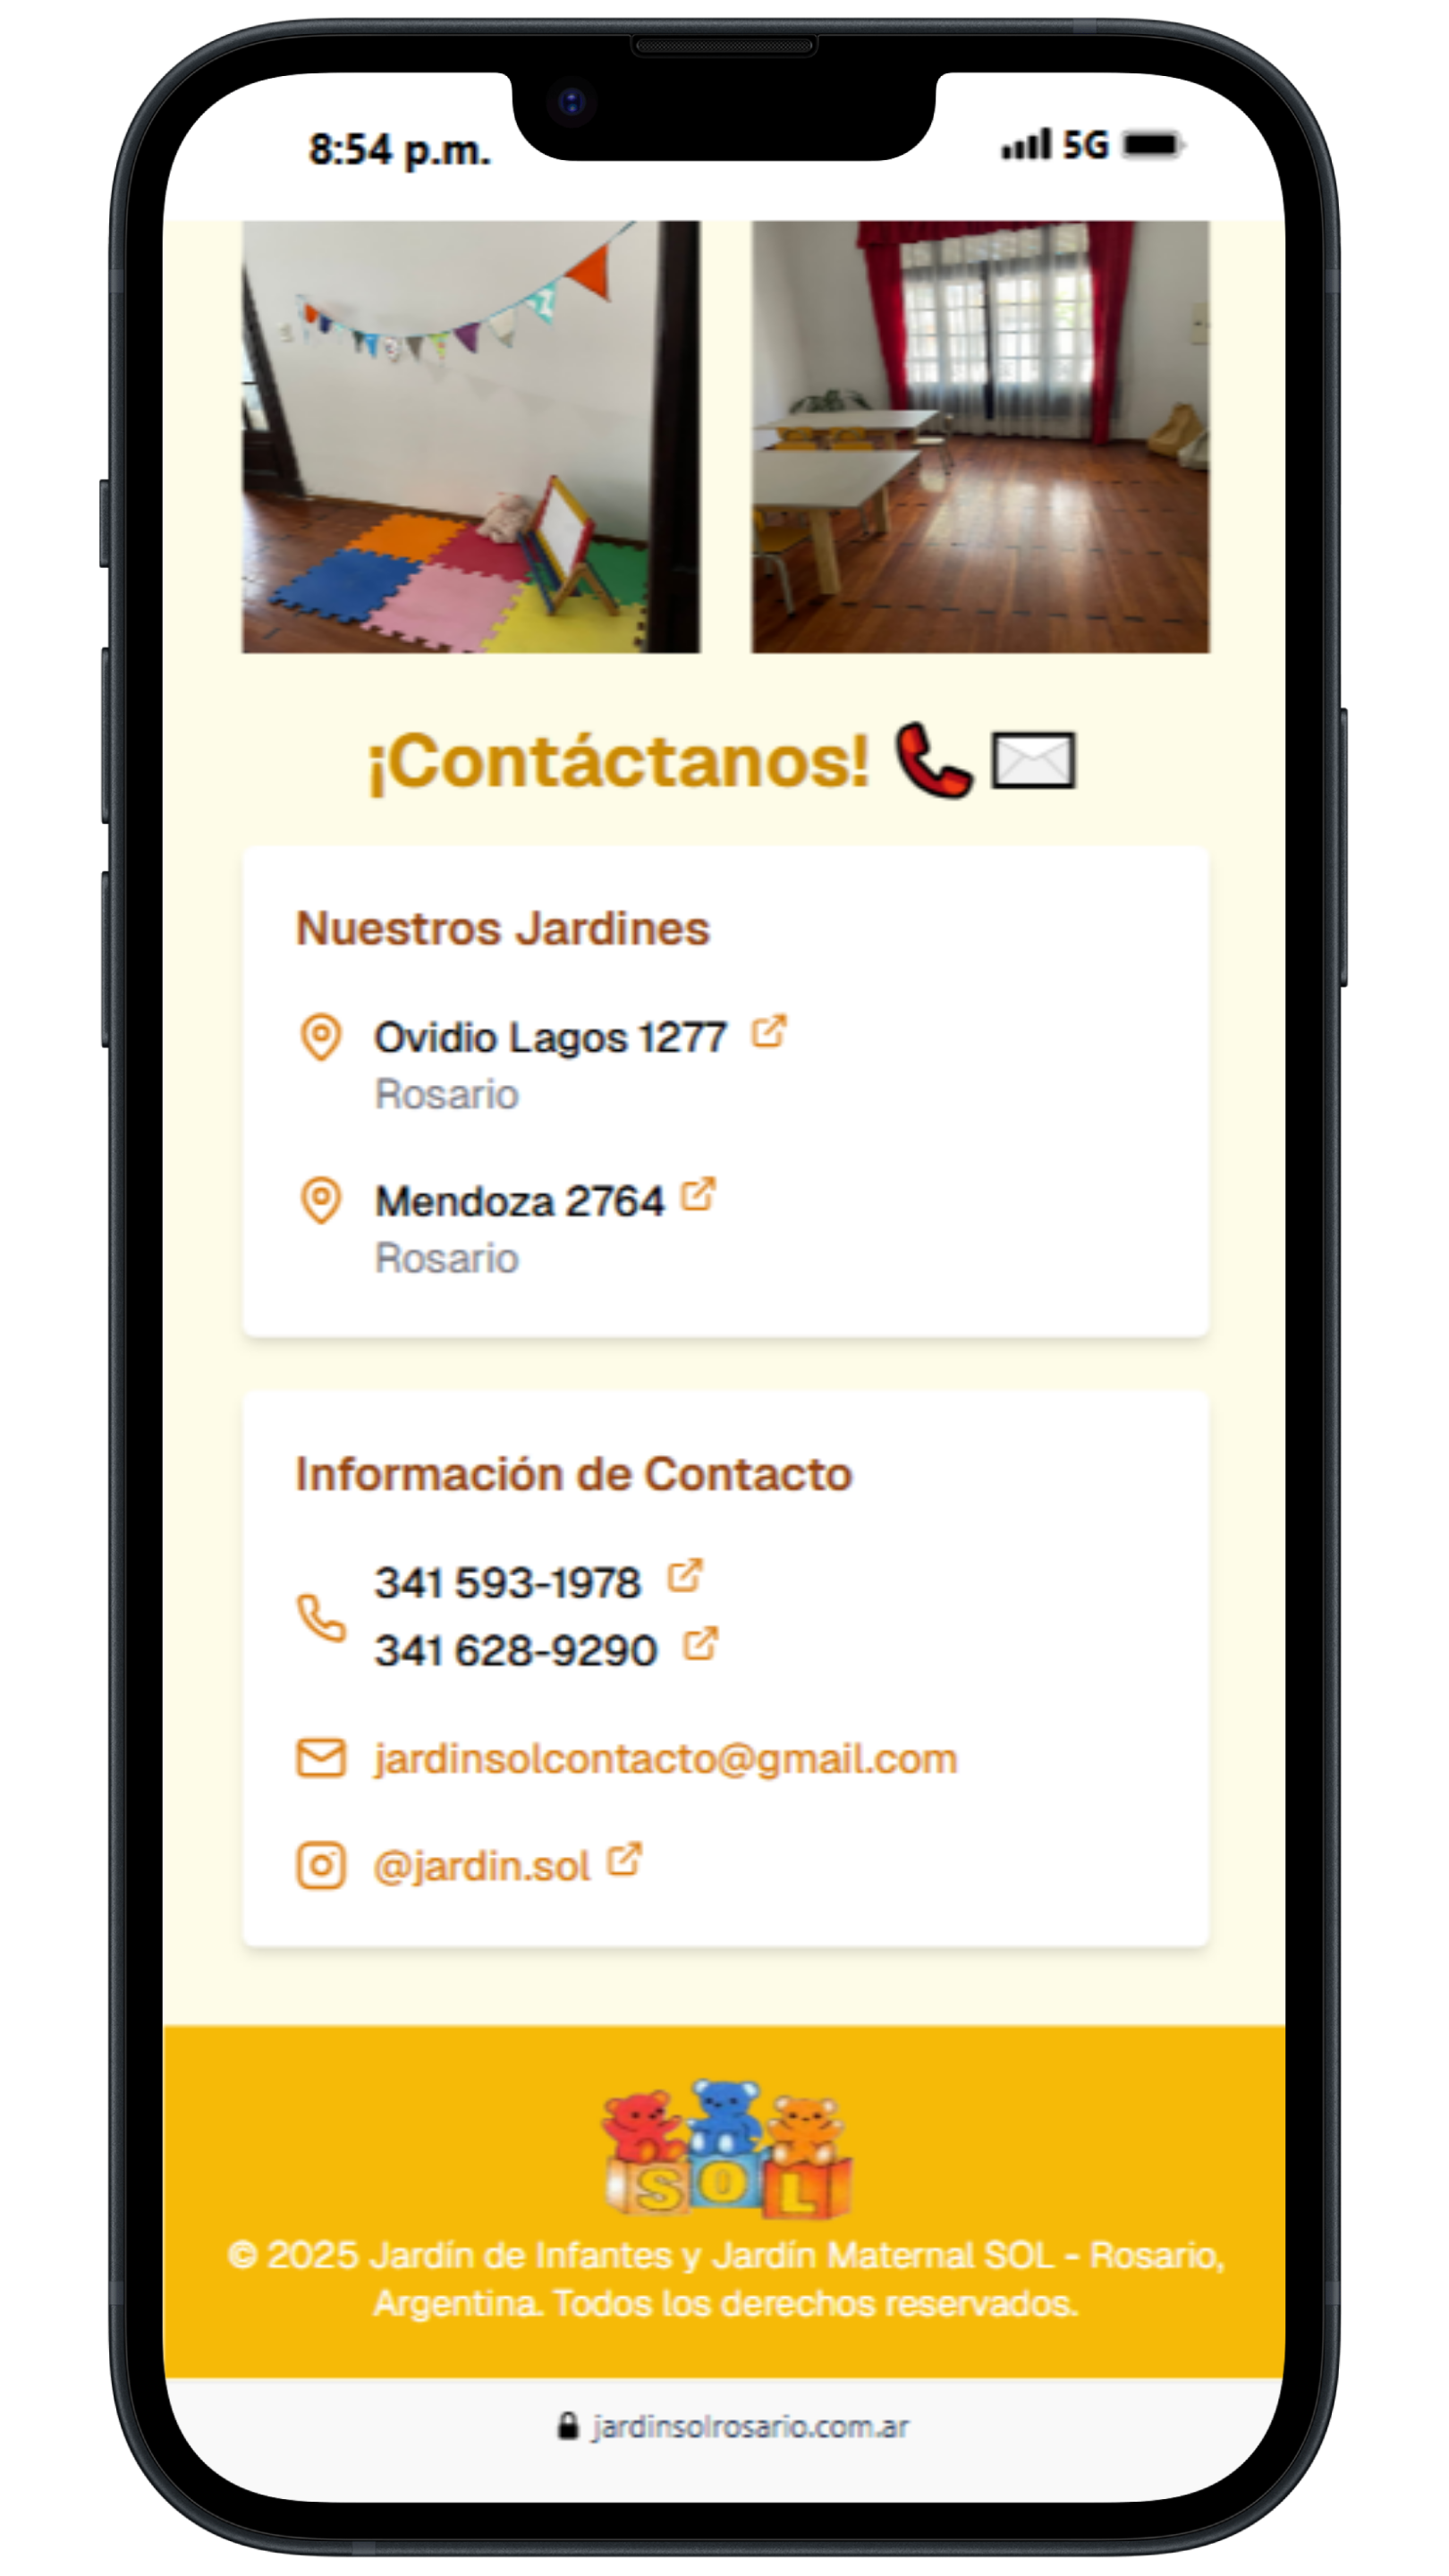 8:54 p.m. 5G
¡Contáctanos!
Nuestros Jardines
Ovidio Lagos 1277
Rosario
Mendoza 2764
Rosario
Información de Contacto
341 593-1978
341 628-9290
jardinsolcontacto@gmail.com
@jardin.sol
SOL
© 2025 Jardín de Infantes y Jardín Maternal SOL - Rosario,
Argentina. Todos los derechos reservados.
jardinsolrosario.com.ar